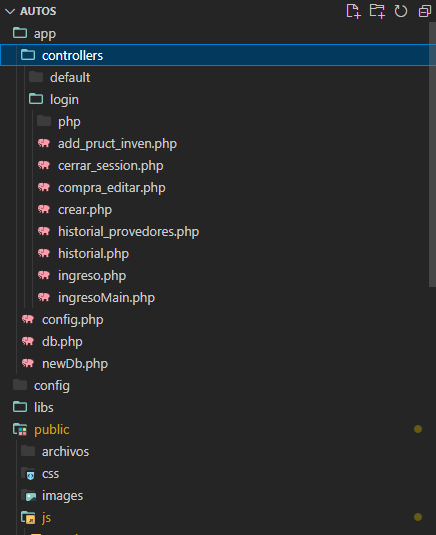 AUTOS
app
controllers
default
login
php
add_pruct_inven.php
cerrar_session.php
compra_editar.php
crear.php
historial_provedores.php
historial.php
ingreso.php
ingresoMain.php
config.php
db.php
newDb.php
config
libs
public
archivos
css
images
js